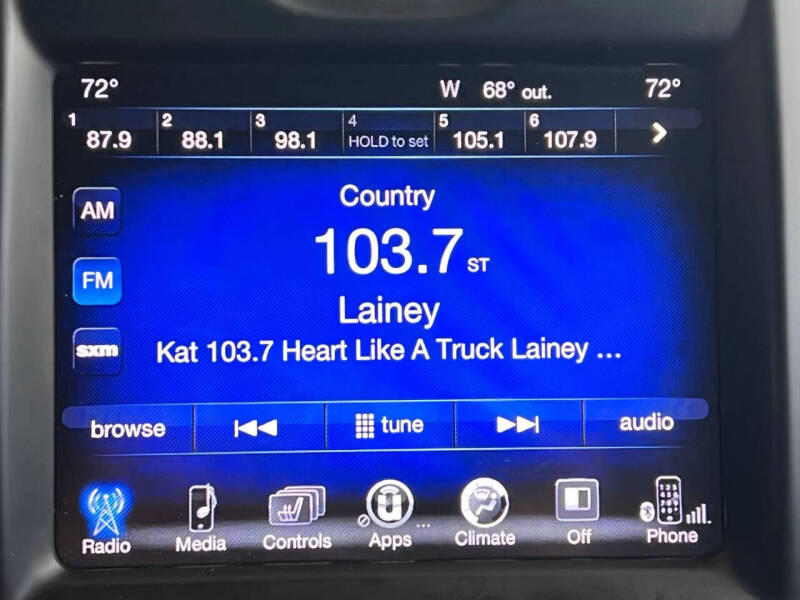 72° W 68° out. 72°
1 87.9 2 88.1 3 98.1 4 HOLD to set 5 105.1 6 107.9
AM
Country
103.7 ST
FM
Lainey
sxm
Kat 103.7 Heart Like A Truck Lainey ...
browse tune audio
Radio Media Controls Apps Climate Off Phone